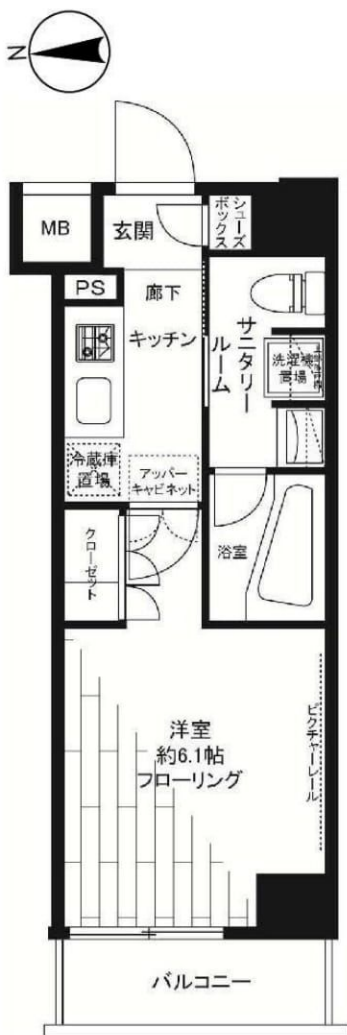 N
MB
玄関
シューズ
ボックス
PS
廊下
キッチン
サニタリー
ルーム
洗濯機
置場
冷蔵庫
置場
アッパー
キャビネット
クローゼット
浴室
洋室
約6.1帖
フローリング
ピクチャーレール
バルコニー